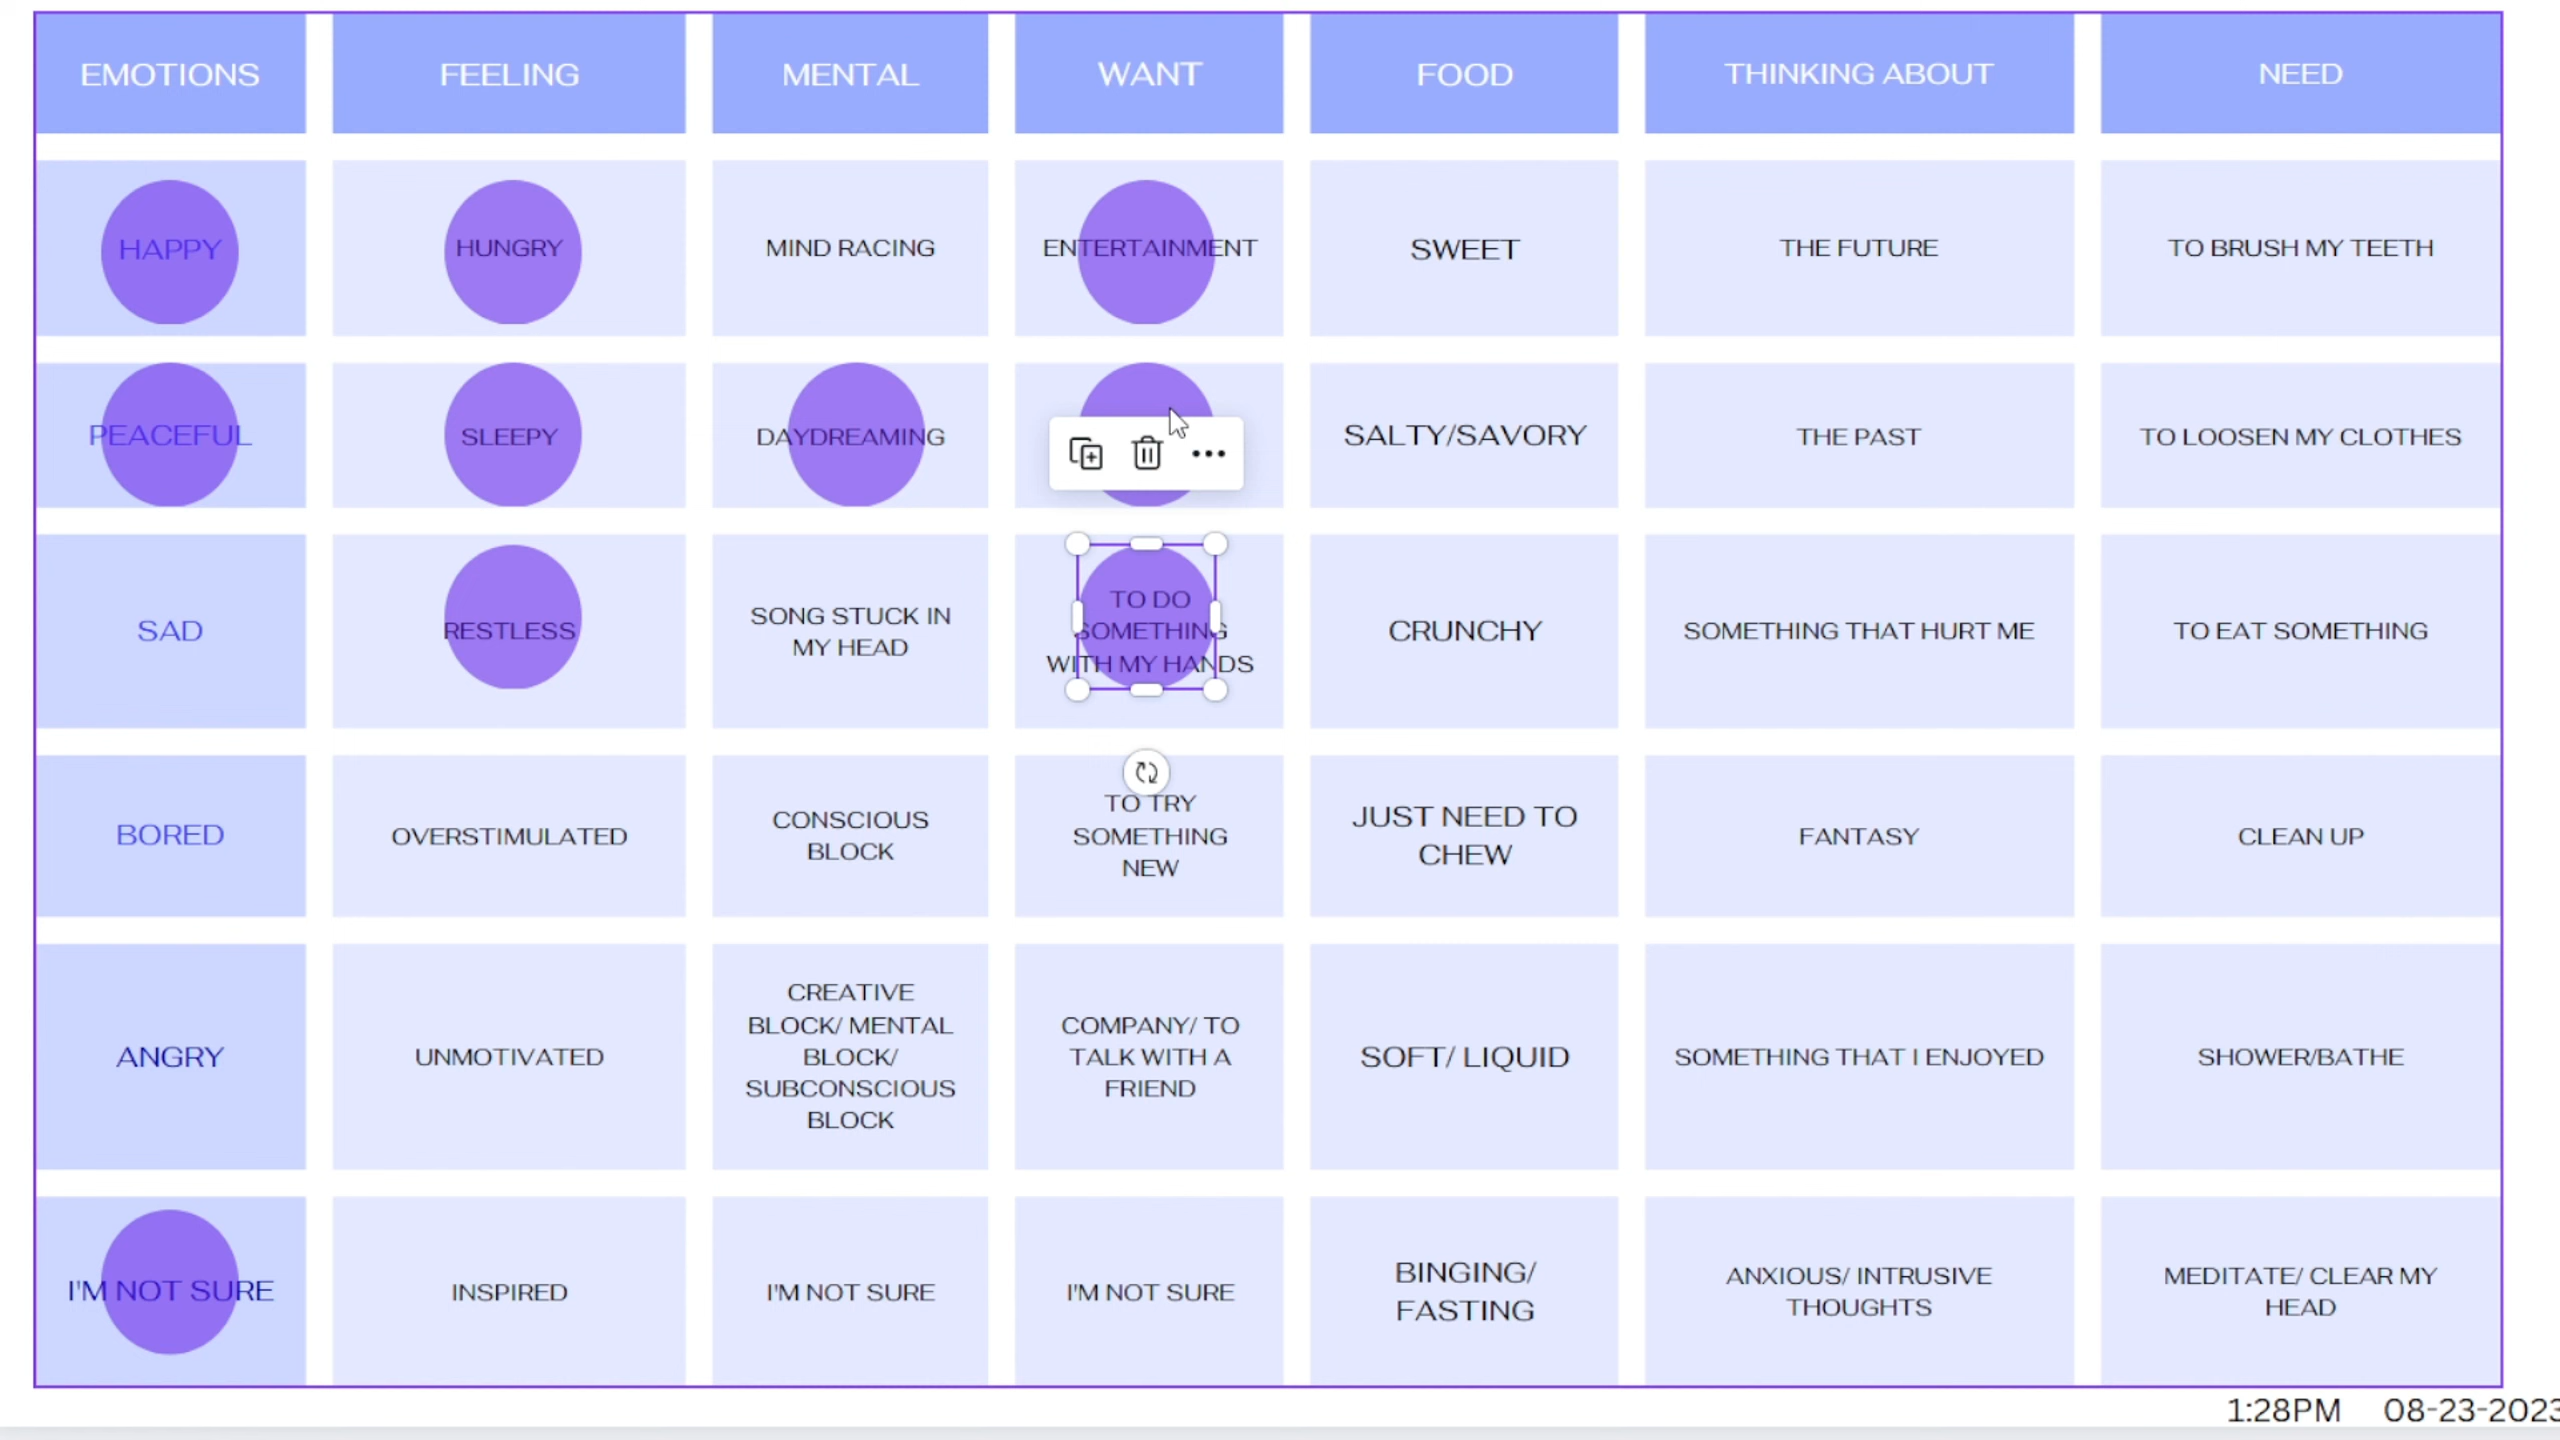 EMOTIONS FEELING MENTAL WANT FOOD THINKING ABOUT NEED
HAPPY HUNGRY MIND RACING ENTERTAINMENT SWEET THE FUTURE TO BRUSH MY TEETH
PEACEFUL SLEEPY DAYDREAMING SALTY/SAVORY THE PAST TO LOOSEN MY CLOTHES
SAD
RESTLESS
SONG STUCK IN
MY HEAD
TO DO
SOMETHING
WITH MY HANDS
CRUNCHY
SOMETHING THAT HURT ME
TO EAT SOMETHING
BORED
OVERSTIMULATED
CONSCIOUS
BLOCK
TO TRY
SOMETHING
NEW
JUST NEED TO
CHEW
FANTASY
CLEAN UP
ANGRY
UNMOTIVATED
CREATIVE
BLOCK/ MENTAL
BLOCK/
SUBCONSCIOUS
BLOCK
COMPANY/ TO
TALK WITH A
FRIEND
SOFT/ LIQUID
SOMETHING THAT I ENJOYED
SHOWER/BATHE
I'M NOT SURE
INSPIRED
I'M NOT SURE
I'M NOT SURE
BINGING/
FASTING
ANXIOUS/ INTRUSIVE
THOUGHTS
MEDITATE/ CLEAR MY
HEAD
1:28PM 08-23-2023